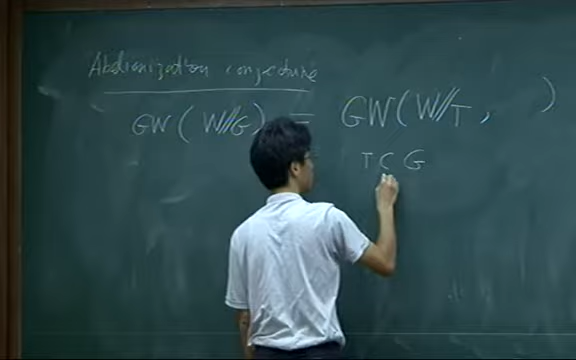 Abelianization conjecture
GW ( W//G ) = GW ( W//T , )
T ⊂ G